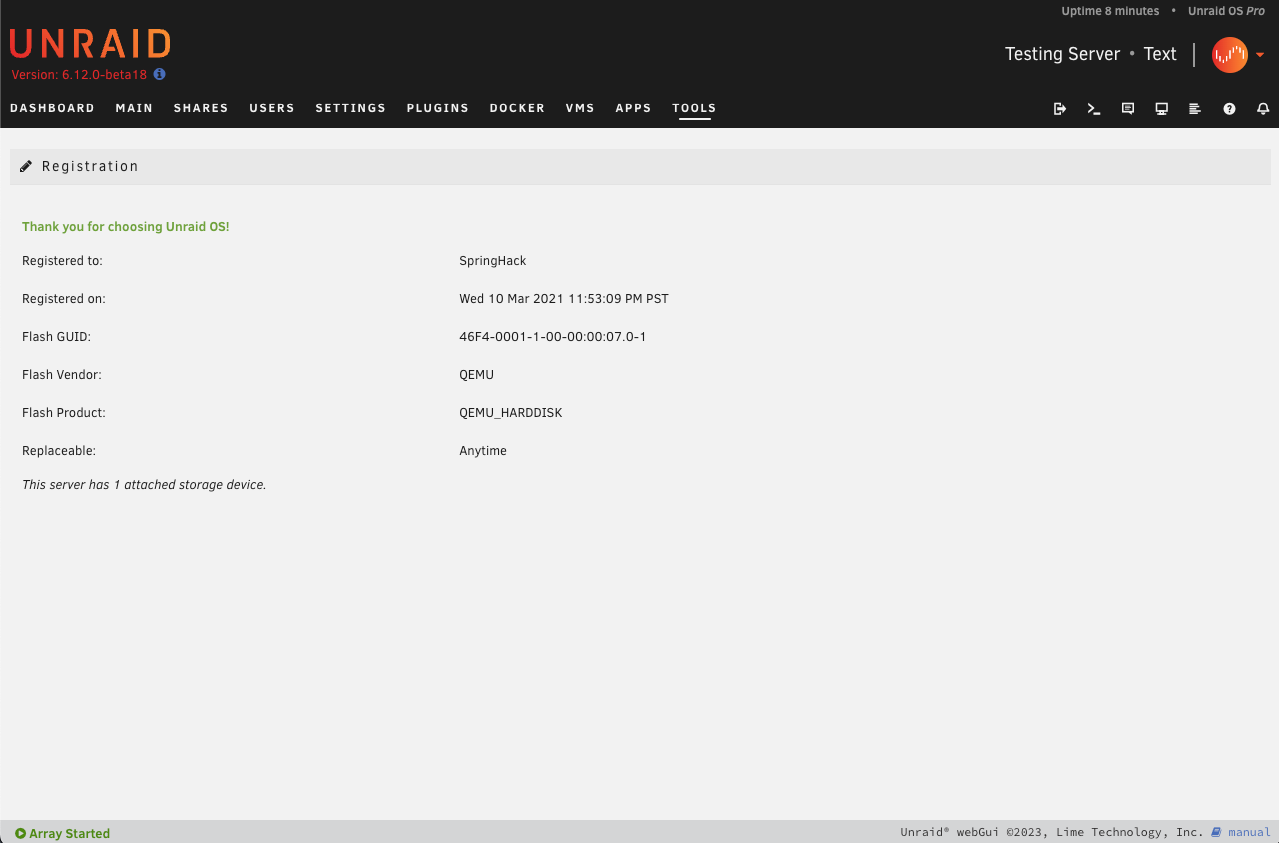 Uptime 8 minutes • Unraid OS Pro
UNRAID
Testing Server • Text
Version: 6.12.0-beta18
DASHBOARD MAIN SHARES USERS SETTINGS PLUGINS DOCKER VMS APPS TOOLS
Registration
Thank you for choosing Unraid OS!
Registered to: SpringHack
Registered on: Wed 10 Mar 2021 11:53:09 PM PST
Flash GUID: 46F4-0001-1-00-00:00:07.0-1
Flash Vendor: QEMU
Flash Product: QEMU_HARDDISK
Replaceable: Anytime
This server has 1 attached storage device.
Array Started
Unraid® webGui ©2023, Lime Technology, Inc. manual